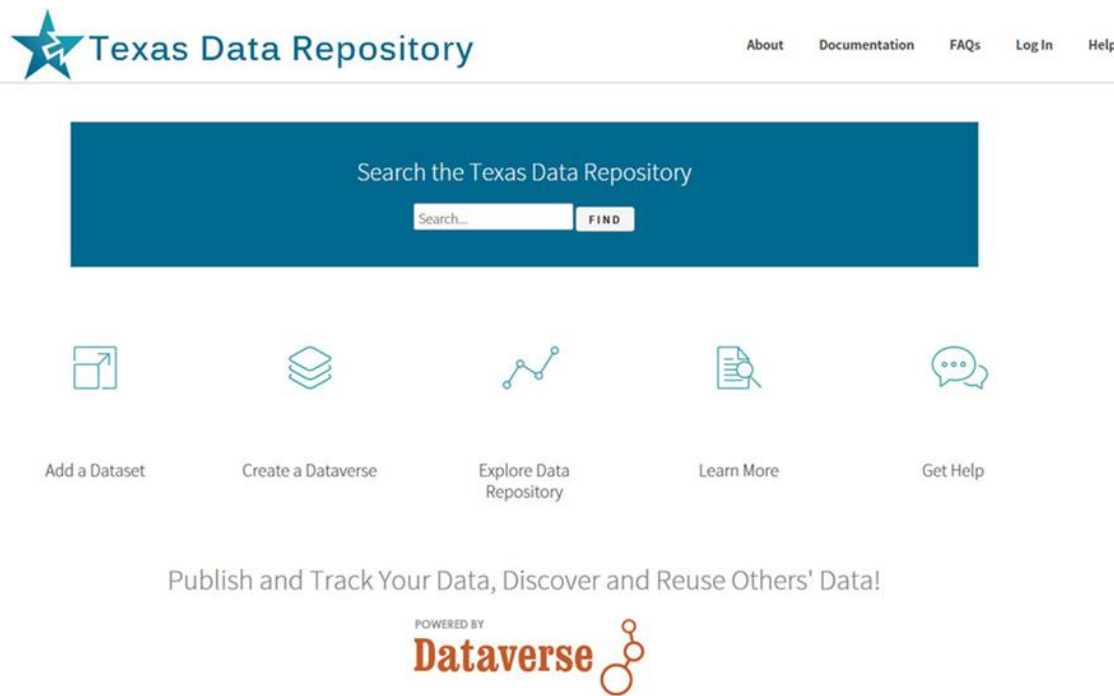 Texas Data Repository
About Documentation FAQs Log In Help
Search the Texas Data Repository
Search... FIND
Add a Dataset
Create a Dataverse
Explore Data
Repository
Learn More
Get Help
Publish and Track Your Data, Discover and Reuse Others' Data!
POWERED BY
Dataverse